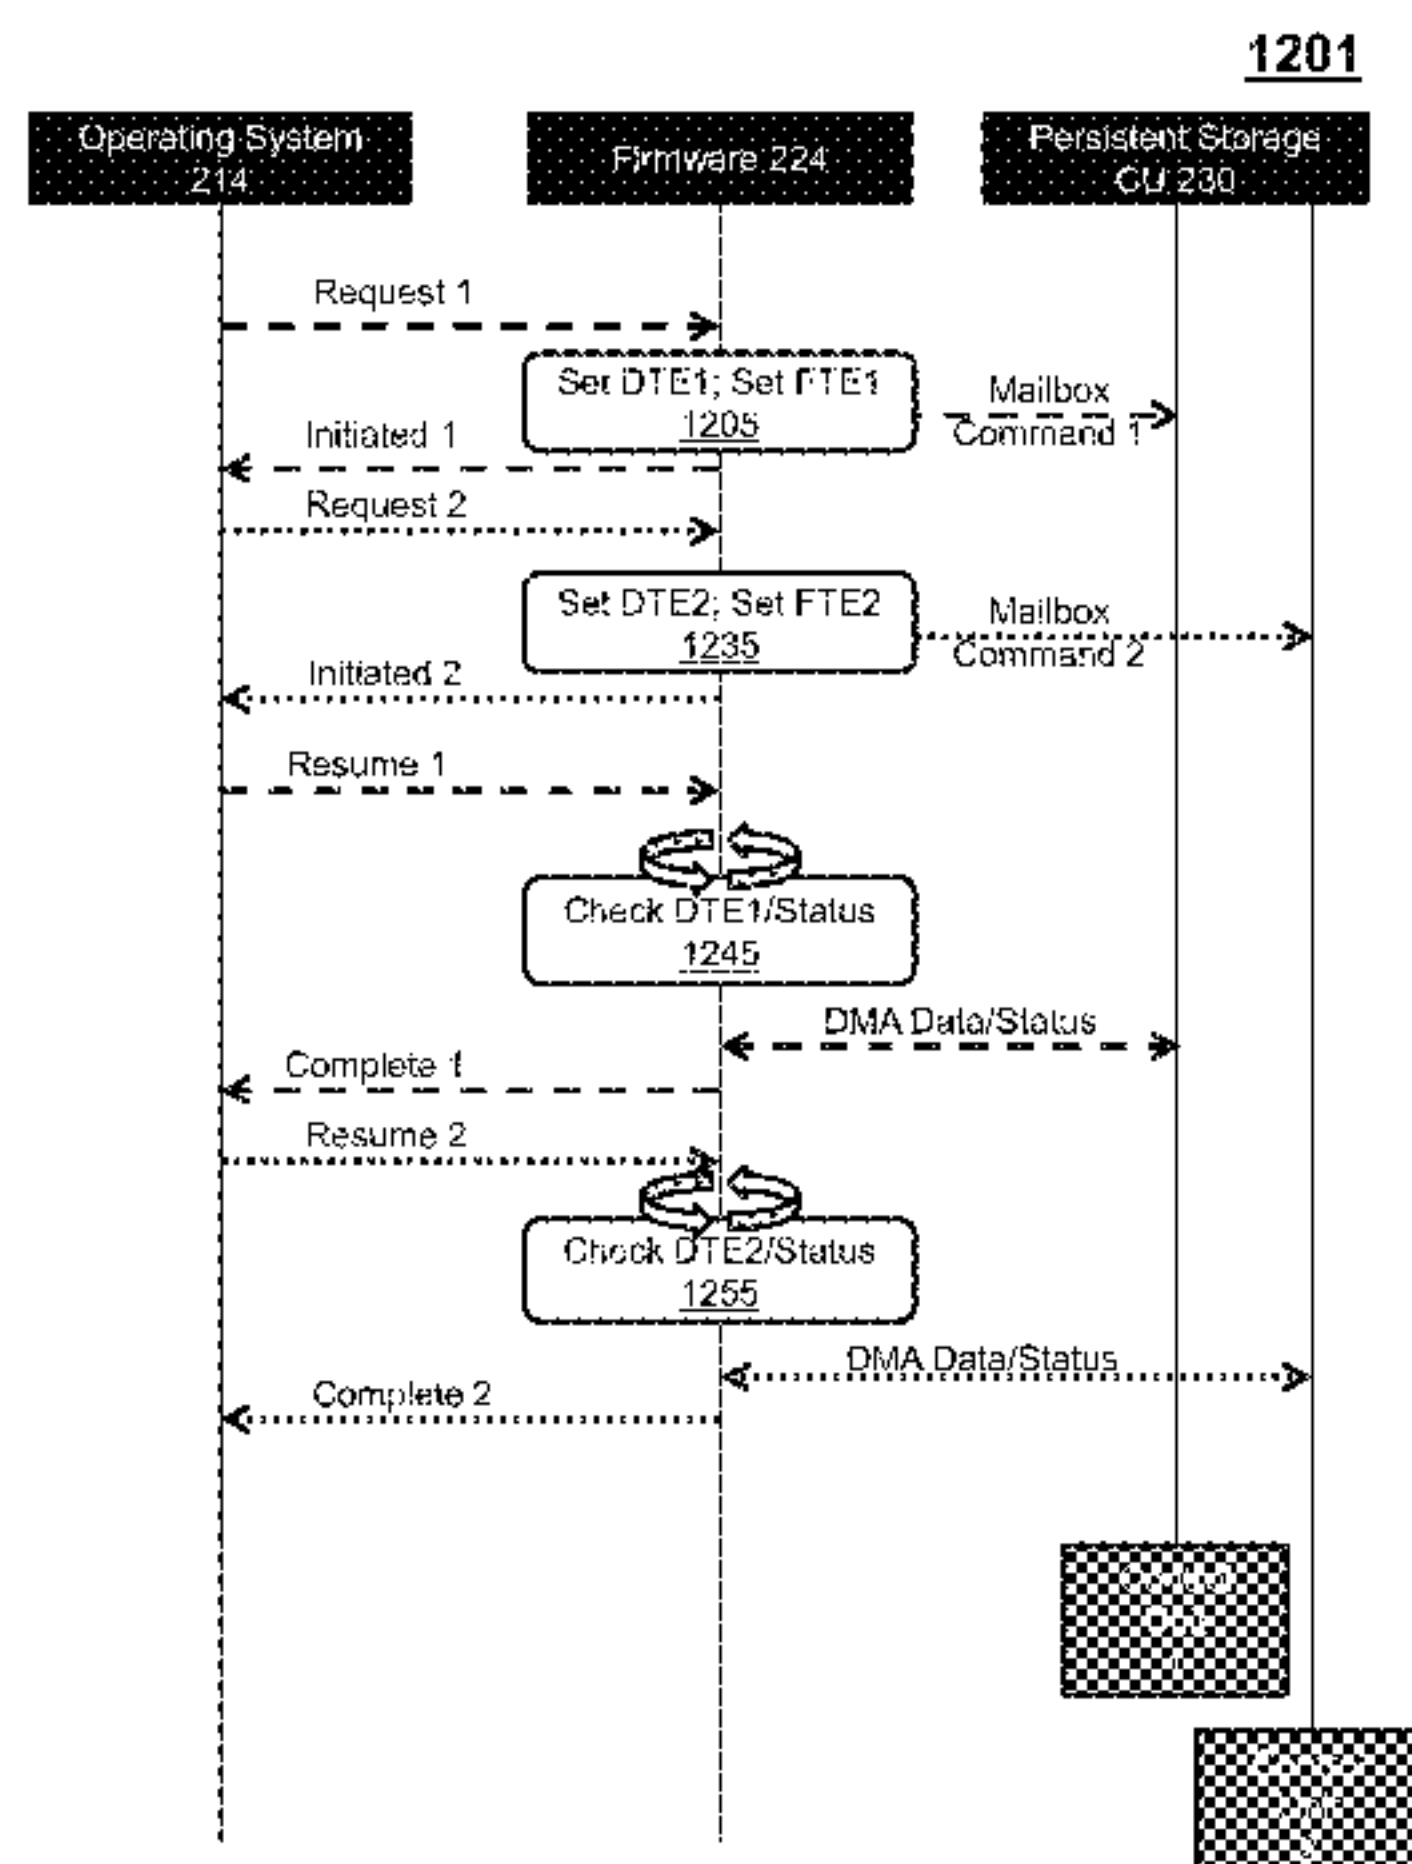 1201
Operating System
214
Firmware 224
Persistent Storage
CU 230
Request 1
Set DTE1; Set FTE1
1205
Mailbox
Command 1
Initiated 1
Request 2
Set DTE2; Set FTE2
1235
Mailbox
Command 2
Initiated 2
Resume 1
Check DTE1/Status
1245
DMA Data/Status
Complete 1
Resume 2
Check DTE2/Status
1255
DMA Data/Status
Complete 2